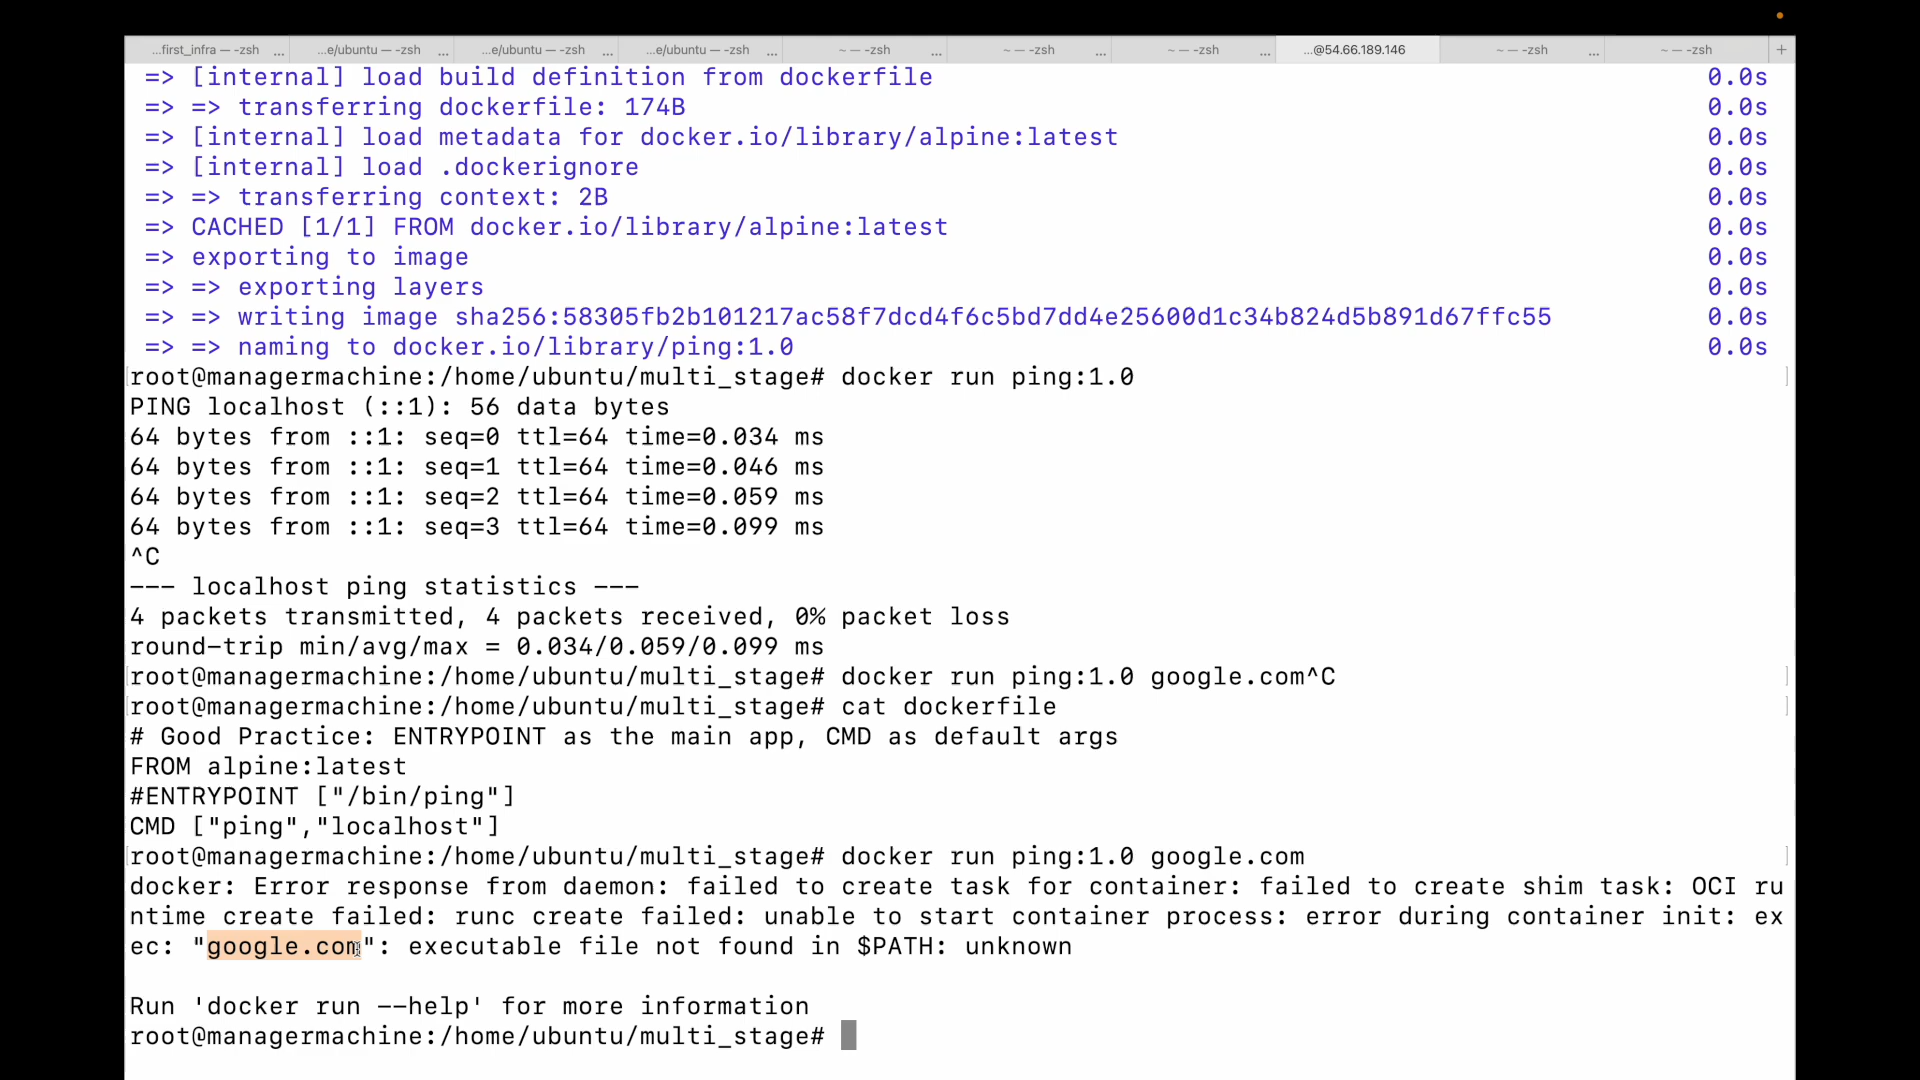 ...first_infra — -zsh ... ...e/ubuntu — -zsh ... ...e/ubuntu — -zsh ... ...e/ubuntu — -zsh ... ~ — -zsh ... ~ — -zsh ... ~ — -zsh ... ...@54.66.189.146 ~ — -zsh ... ~ — -zsh +
=> [internal] load build definition from dockerfile 0.0s
=> => transferring dockerfile: 174B 0.0s
=> [internal] load metadata for docker.io/library/alpine:latest 0.0s
=> [internal] load .dockerignore 0.0s
=> => transferring context: 2B 0.0s
=> CACHED [1/1] FROM docker.io/library/alpine:latest 0.0s
=> exporting to image 0.0s
=> => exporting layers 0.0s
=> => writing image sha256:58305fb2b101217ac58f7dcd4f6c5bd7dd4e25600d1c34b824d5b891d67ffc55 0.0s
=> => naming to docker.io/library/ping:1.0 0.0s
[root@managermachine:/home/ubuntu/multi_stage# docker run ping:1.0 ]
PING localhost (::1): 56 data bytes
64 bytes from ::1: seq=0 ttl=64 time=0.034 ms
64 bytes from ::1: seq=1 ttl=64 time=0.046 ms
64 bytes from ::1: seq=2 ttl=64 time=0.059 ms
64 bytes from ::1: seq=3 ttl=64 time=0.099 ms
^C
--- localhost ping statistics ---
4 packets transmitted, 4 packets received, 0% packet loss
round-trip min/avg/max = 0.034/0.059/0.099 ms
[root@managermachine:/home/ubuntu/multi_stage# docker run ping:1.0 google.com^C ]
[root@managermachine:/home/ubuntu/multi_stage# cat dockerfile ]
# Good Practice: ENTRYPOINT as the main app, CMD as default args
FROM alpine:latest
#ENTRYPOINT ["/bin/ping"]
CMD ["ping","localhost"]
[root@managermachine:/home/ubuntu/multi_stage# docker run ping:1.0 google.com ]
docker: Error response from daemon: failed to create task for container: failed to create shim task: OCI ru
ntime create failed: runc create failed: unable to start container process: error during container init: ex
ec: "google.com": executable file not found in $PATH: unknown
Run 'docker run --help' for more information
root@managermachine:/home/ubuntu/multi_stage#